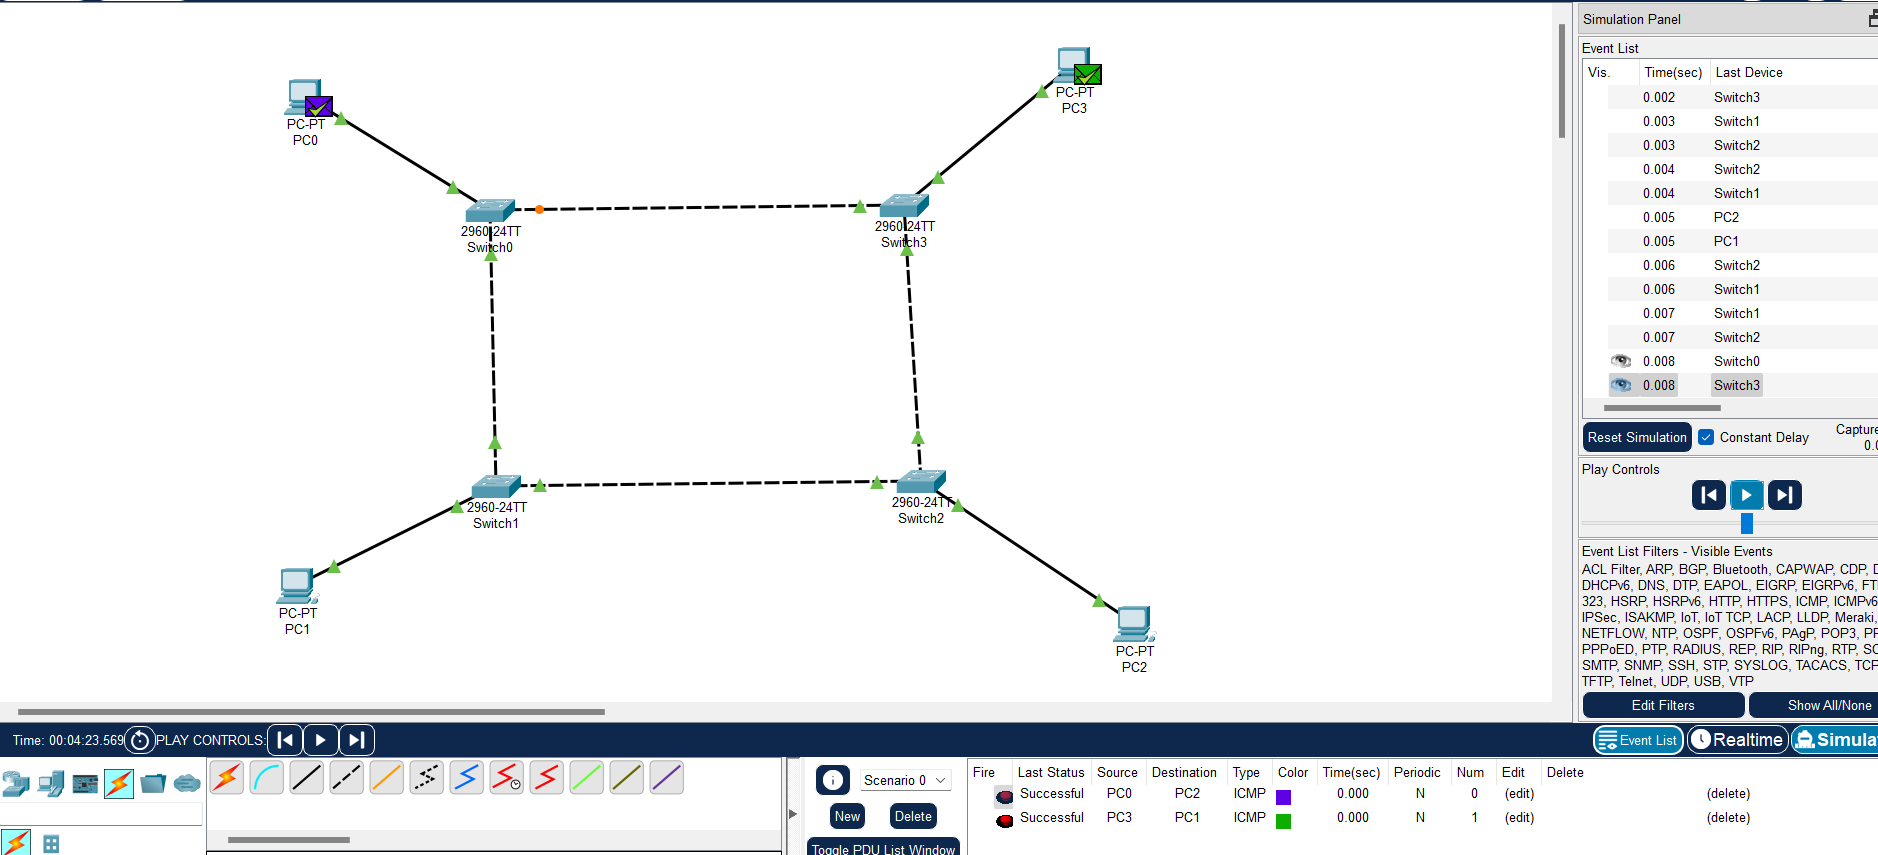 PC-PT
PC0
PC-PT
PC3
2960-24TT
Switch0
2960-24TT
Switch3
2960-24TT
Switch1
2960-24TT
Switch2
PC-PT
PC1
PC-PT
PC2
Simulation Panel
Event List
Vis. Time(sec) Last Device
0.002 Switch3
0.003 Switch1
0.003 Switch2
0.004 Switch2
0.004 Switch1
0.005 PC2
0.005 PC1
0.006 Switch2
0.006 Switch1
0.007 Switch1
0.007 Switch2
0.008 Switch0
0.008 Switch3
Reset Simulation Constant Delay Capture
0.0
Play Controls
Event List Filters - Visible Events
ACL Filter, ARP, BGP, Bluetooth, CAPWAP, CDP, D
DHCPv6, DNS, DTP, EAPOL, EIGRP, EIGRPv6, FT
323, HSRP, HSRPv6, HTTP, HTTPS, ICMP, ICMPv6
IPSec, ISAKMP, IoT, IoT TCP, LACP, LLDP, Meraki,
NETFLOW, NTP, OSPF, OSPFv6, PAgP, POP3, PF
PPPoED, PTP, RADIUS, REP, RIP, RIPng, RTP, SC
SMTP, SNMP, SSH, STP, SYSLOG, TACACS, TCP
TFTP, Telnet, UDP, USB, VTP
Edit Filters Show All/None
Time: 00:04:23.569 PLAY CONTROLS:
Event List Realtime Simula
Scenario 0
New Delete
Toggle PDU List Window
Fire Last Status Source Destination Type Color Time(sec) Periodic Num Edit Delete
Successful PC0 PC2 ICMP 0.000 N 0 (edit) (delete)
Successful PC3 PC1 ICMP 0.000 N 1 (edit) (delete)